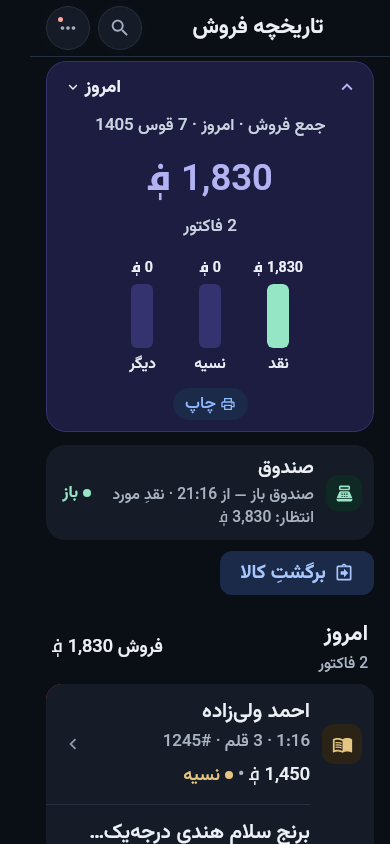 تاریخچه فروش
امروز
جمع فروش · امروز · 7 قوس 1405
1,830 ؋
2 فاکتور
1,830 ؋
0 ؋
0 ؋
نقد
نسیه
دیگر
چاپ
صندوق
صندوق باز — از 21:16 · نقدِ مورد
انتظار: 3,830 ؋
باز
برگشتِ کالا
امروز
فروش 1,830 ؋
2 فاکتور
احمد ولی‌زاده
1:16 · 3 قلم · #1245
1,450 ؋ • نسیه
برنج سلام هندی درجه‌یک…